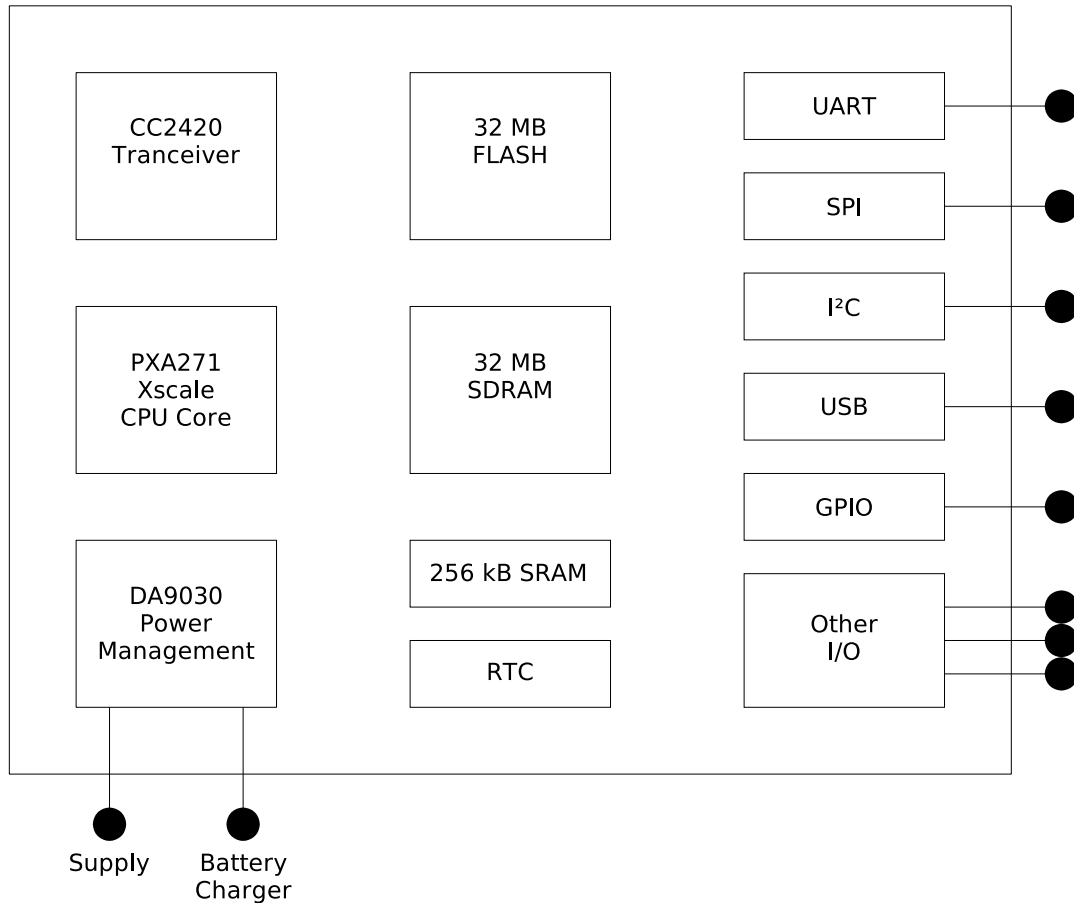 CC2420
Tranceiver
32 MB
FLASH
UART
SPI
I²C
PXA271
Xscale
CPU Core
32 MB
SDRAM
USB
GPIO
DA9030
Power
Management
256 kB SRAM
RTC
Other
I/O
Supply
Battery
Charger